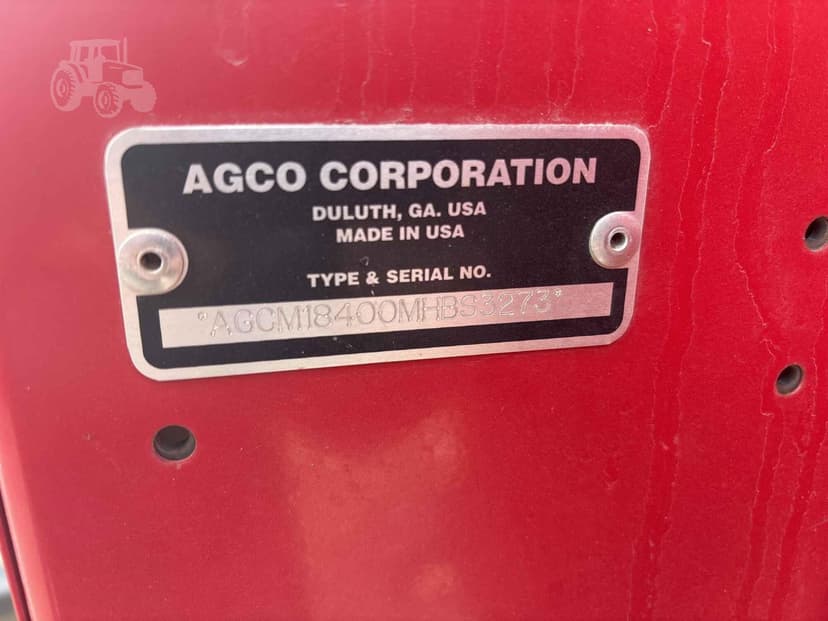 AGCO CORPORATION
DULUTH, GA. USA
MADE IN USA
TYPE & SERIAL NO.
*AGCM18400MHBS3273*